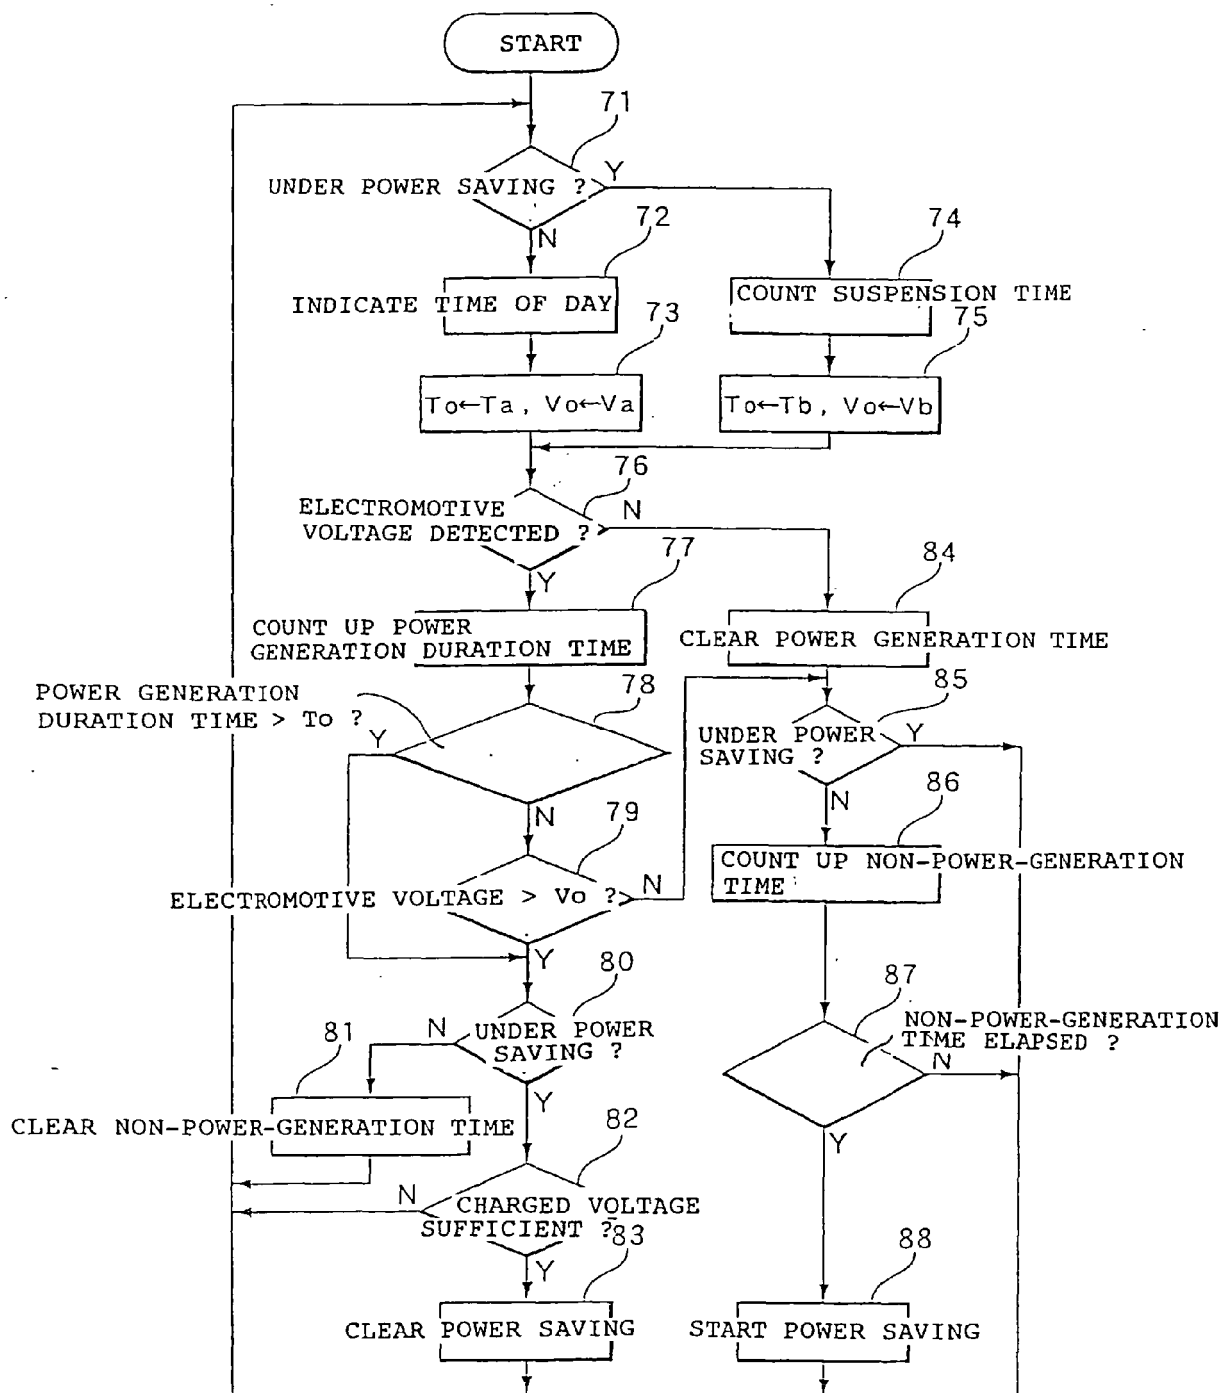 START
71
UNDER POWER SAVING ?
Y
N
72
74
INDICATE TIME OF DAY
COUNT SUSPENSION TIME
73
75
To←Ta, Vo←Va
To←Tb, Vo←Vb
76
ELECTROMOTIVE
VOLTAGE DETECTED ?
N
Y
77
84
COUNT UP POWER
GENERATION DURATION TIME
CLEAR POWER GENERATION TIME
POWER GENERATION
DURATION TIME > To ?
78
85
Y
N
UNDER POWER
SAVING ?
Y
N
79
86
ELECTROMOTIVE VOLTAGE > Vo ?
N
Y
COUNT UP NON-POWER-GENERATION
TIME
80
87
UNDER POWER
SAVING ?
N
Y
NON-POWER-GENERATION
TIME ELAPSED ?
N
Y
81
CLEAR NON-POWER-GENERATION TIME
82
CHARGED VOLTAGE
SUFFICIENT ?
N
Y
83
88
CLEAR POWER SAVING
START POWER SAVING